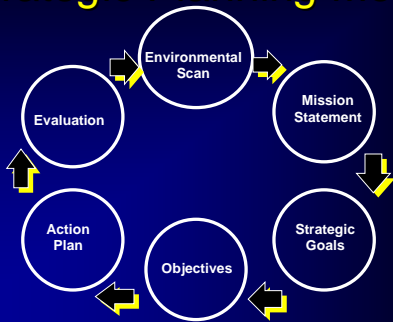 Environmental
Scan
Mission
Statement
Strategic
Goals
Objectives
Action
Plan
Evaluation